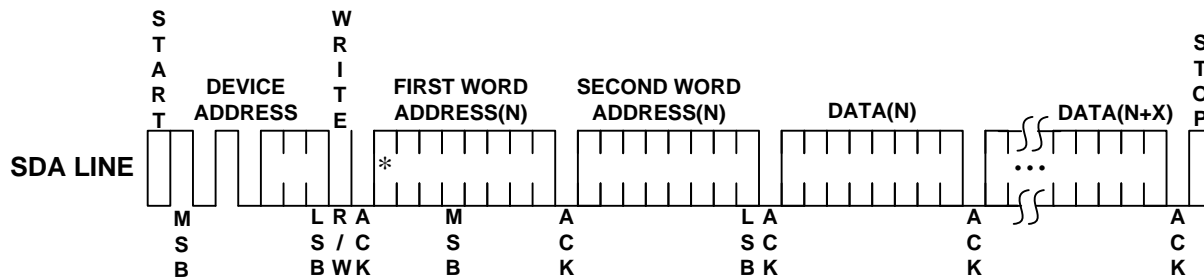 START
WRITE
STOP
DEVICE
ADDRESS
FIRST WORD
ADDRESS(N)
SECOND WORD
ADDRESS(N)
DATA(N)
DATA(N+X)
SDA LINE
*
...
MSB
LSB
R/W
ACK
MSB
ACK
LSB
ACK
ACK
ACK